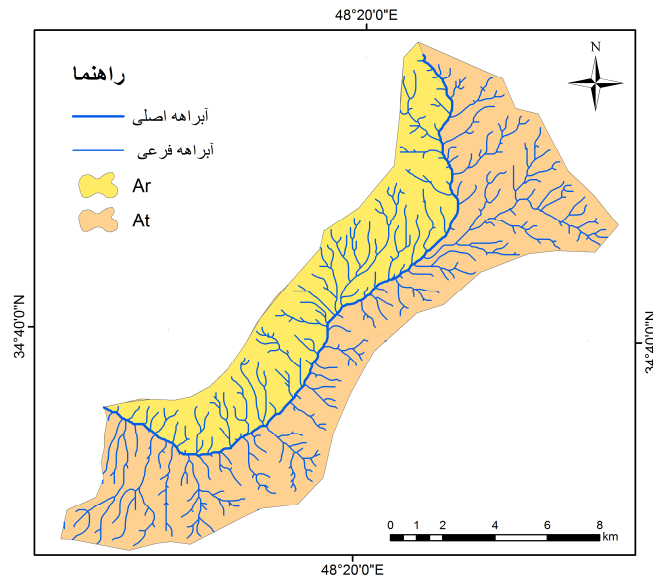 48°20'0"E
N
راهنما
آبراهه اصلی
آبراهه فرعی
Ar
At
34°40'0"N
34°40'0"N
0 1 2 4 6 8
km
48°20'0"E